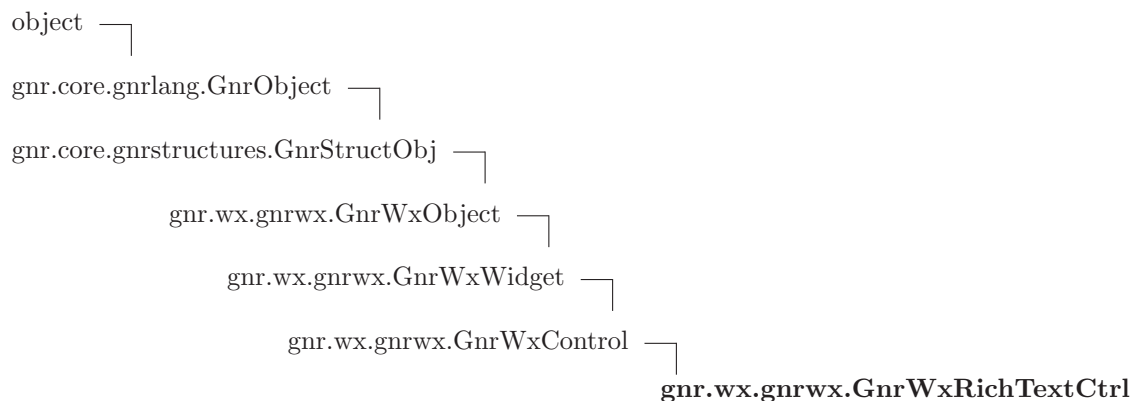 object
gnr.core.gnrlang.GnrObject
gnr.core.gnrstructures.GnrStructObj
gnr.wx.gnrwx.GnrWxObject
gnr.wx.gnrwx.GnrWxWidget
gnr.wx.gnrwx.GnrWxControl
gnr.wx.gnrwx.GnrWxRichTextCtrl